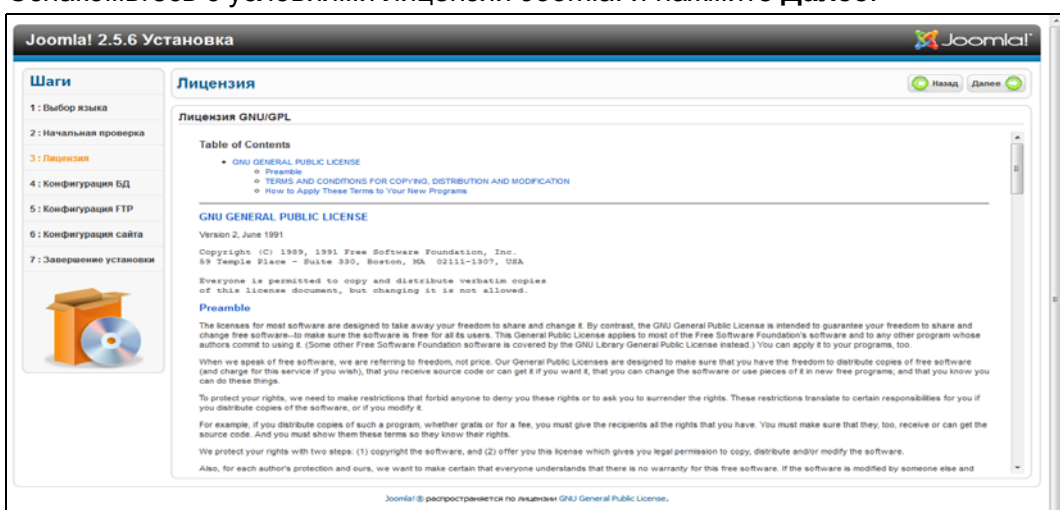 Ознакомьтесь с условиями лицензии Joomla! и нажмите Далее.
Joomla! 2.5.6 Установка
Joomla!
Шаги
1 : Выбор языка
2 : Начальная проверка
3 : Лицензия
4 : Конфигурация БД
5 : Конфигурация FTP
6 : Конфигурация сайта
7 : Завершение установки
Лицензия
Назад
Далее
Лицензия GNU/GPL
Table of Contents
GNU GENERAL PUBLIC LICENSE
Preamble
TERMS AND CONDITIONS FOR COPYING, DISTRIBUTION AND MODIFICATION
How to Apply These Terms to Your New Programs
GNU GENERAL PUBLIC LICENSE
Version 2, June 1991
Copyright (C) 1989, 1991 Free Software Foundation, Inc.
59 Temple Place - Suite 330, Boston, MA  02111-1307, USA
Everyone is permitted to copy and distribute verbatim copies
of this license document, but changing it is not allowed.
Preamble
The licenses for most software are designed to take away your freedom to share and change it. By contrast, the GNU General Public License is intended to guarantee your freedom to share and
change free software--to make sure the software is free for all its users. This General Public License applies to most of the Free Software Foundation's software and to any other program whose
authors commit to using it. (Some other Free Software Foundation software is covered by the GNU Library General Public License instead.) You can apply it to your programs, too.
When we speak of free software, we are referring to freedom, not price. Our General Public Licenses are designed to make sure that you have the freedom to distribute copies of free software
(and charge for this service if you wish), that you receive source code or can get it if you want it, that you can change the software or use pieces of it in new free programs; and that you know you
can do these things.
To protect your rights, we need to make restrictions that forbid anyone to deny you these rights or to ask you to surrender the rights. These restrictions translate to certain responsibilities for you if
you distribute copies of the software, or if you modify it.
For example, if you distribute copies of such a program, whether gratis or for a fee, you must give the recipients all the rights that you have. You must make sure that they, too, receive or can get the
source code. And you must show them these terms so they know their rights.
We protect your rights with two steps: (1) copyright the software, and (2) offer you this license which gives you legal permission to copy, distribute and/or modify the software.
Also, for each author's protection and ours, we want to make certain that everyone understands that there is no warranty for this free software. If the software is modified by someone else and
Joomla! ® распространяется по лицензии GNU General Public License.